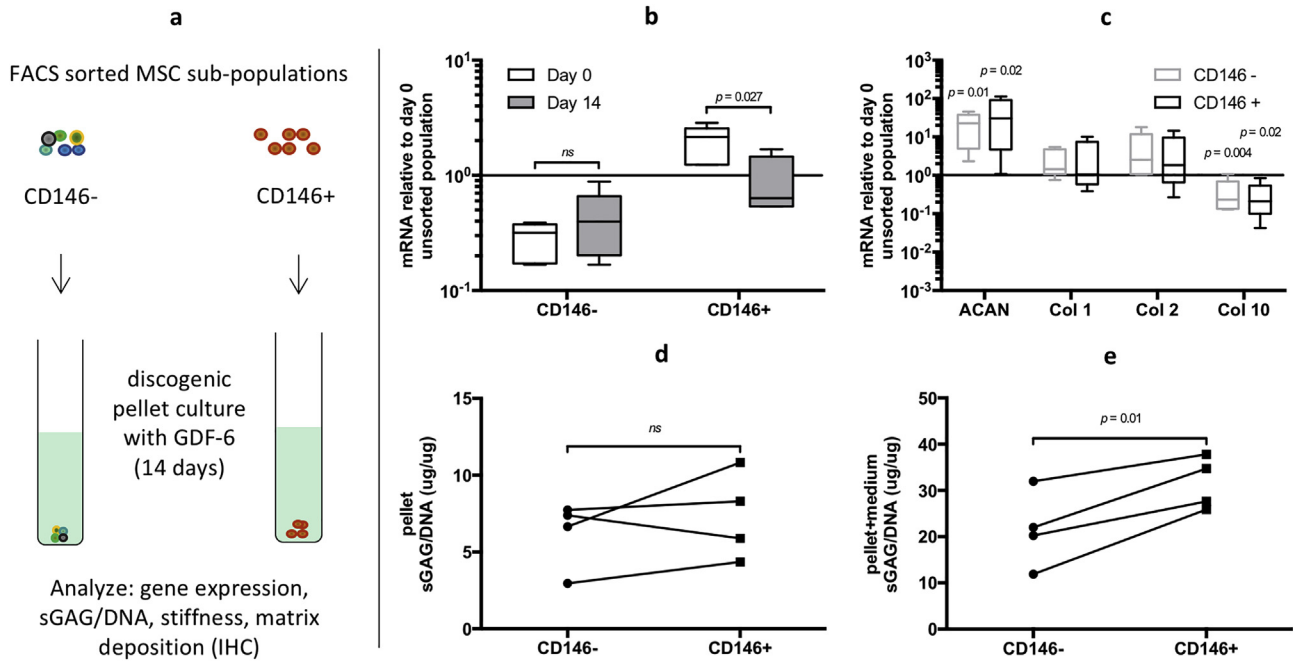 a
FACS sorted MSC sub-populations
CD146-
CD146+
discogenic
pellet culture
with GDF-6
(14 days)
Analyze: gene expression,
sGAG/DNA, stiffness, matrix
deposition (IHC)
b
mRNA relative to day 0
unsorted population
10¹
10⁰
10⁻¹
Day 0
Day 14
ns
p = 0.027
CD146-
CD146+
c
mRNA relative to day 0
unsorted population
10³
10²
10¹
10⁰
10⁻¹
10⁻²
10⁻³
CD146 -
CD146 +
p = 0.02
p = 0.01
p = 0.02
p = 0.004
ACAN
Col 1
Col 2
Col 10
d
pellet
sGAG/DNA (ug/ug)
15
10
5
0
ns
CD146-
CD146+
e
pellet+medium
sGAG/DNA (ug/ug)
50
40
30
20
10
0
p = 0.01
CD146-
CD146+